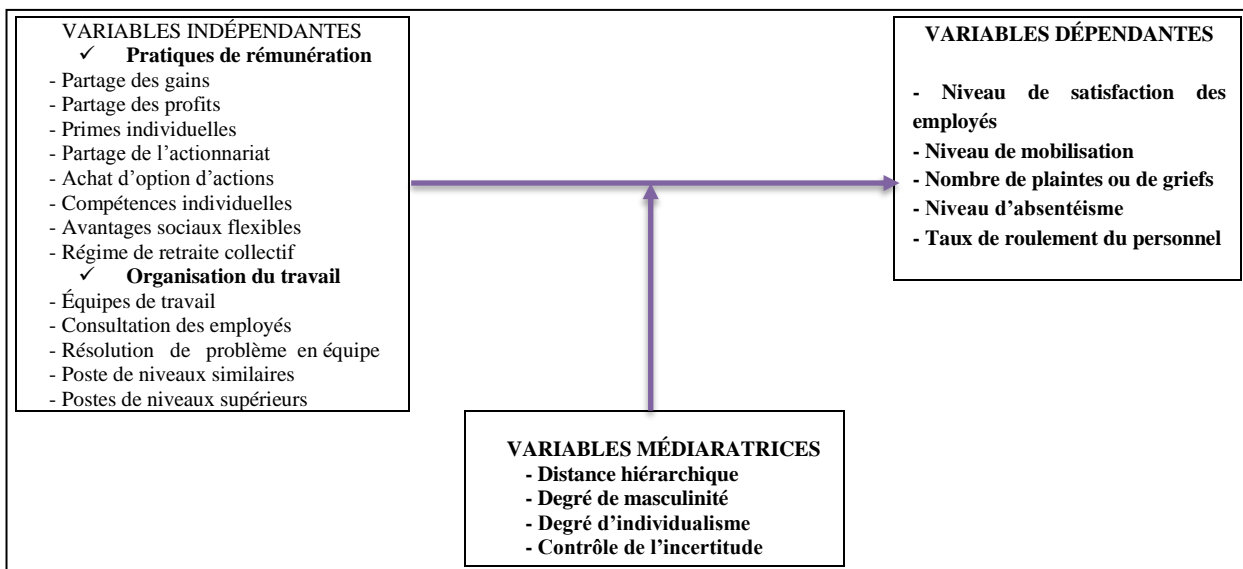 VARIABLES INDÉPENDANTES
✓ Pratiques de rémunération
- Partage des gains
- Partage des profits
- Primes individuelles
- Partage de l'actionnariat
- Achat d'option d'actions
- Compétences individuelles
- Avantages sociaux flexibles
- Régime de retraite collectif
✓ Organisation du travail
- Équipes de travail
- Consultation des employés
- Résolution de problème en équipe
- Poste de niveaux similaires
- Postes de niveaux supérieurs
VARIABLES DÉPENDANTES
- Niveau de satisfaction des
employés
- Niveau de mobilisation
- Nombre de plaintes ou de griefs
- Niveau d'absentéisme
- Taux de roulement du personnel
VARIABLES MÉDIARATRICES
- Distance hiérarchique
- Degré de masculinité
- Degré d'individualisme
- Contrôle de l'incertitude